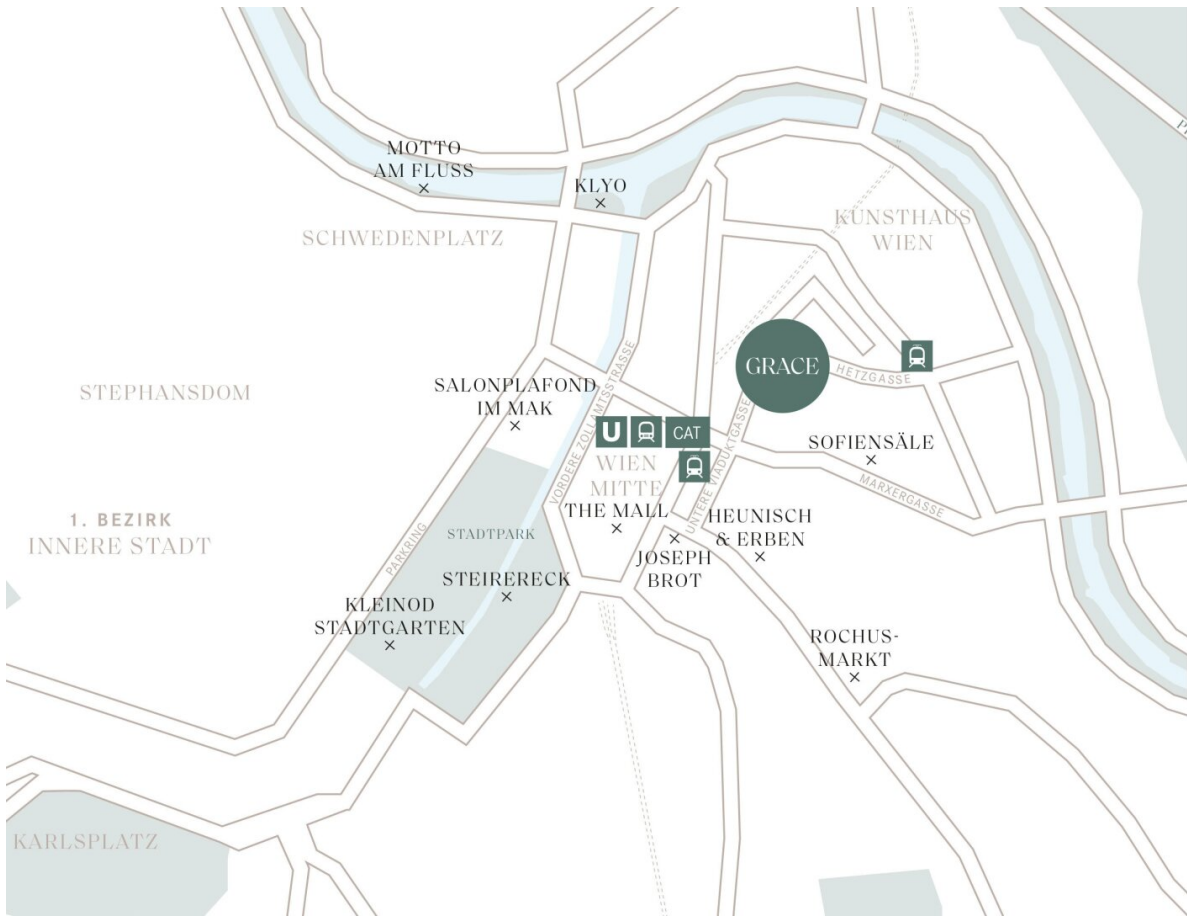 MOTTO
AM FLUSS
KLYO
SCHWEDENPLATZ
KUNSTHAUS
WIEN
GRACE
HETZGASSE
STEPHANSDOM
SALONPLAFOND
IM MAK
VORDERE ZOLLAMTSSTRASSE
U
CAT
UNTERE VIADUKTGASSE
SOFIENSÄLE
MARXERGASSE
WIEN
MITTE
THE MALL
HEUNISCH
& ERBEN
JOSEPH
BROT
1. BEZIRK
INNERE STADT
PARKRING
STADTPARK
STEIRERECK
KLEINOD
STADTGARTEN
ROCHUS-
MARKT
KARLSPLATZ